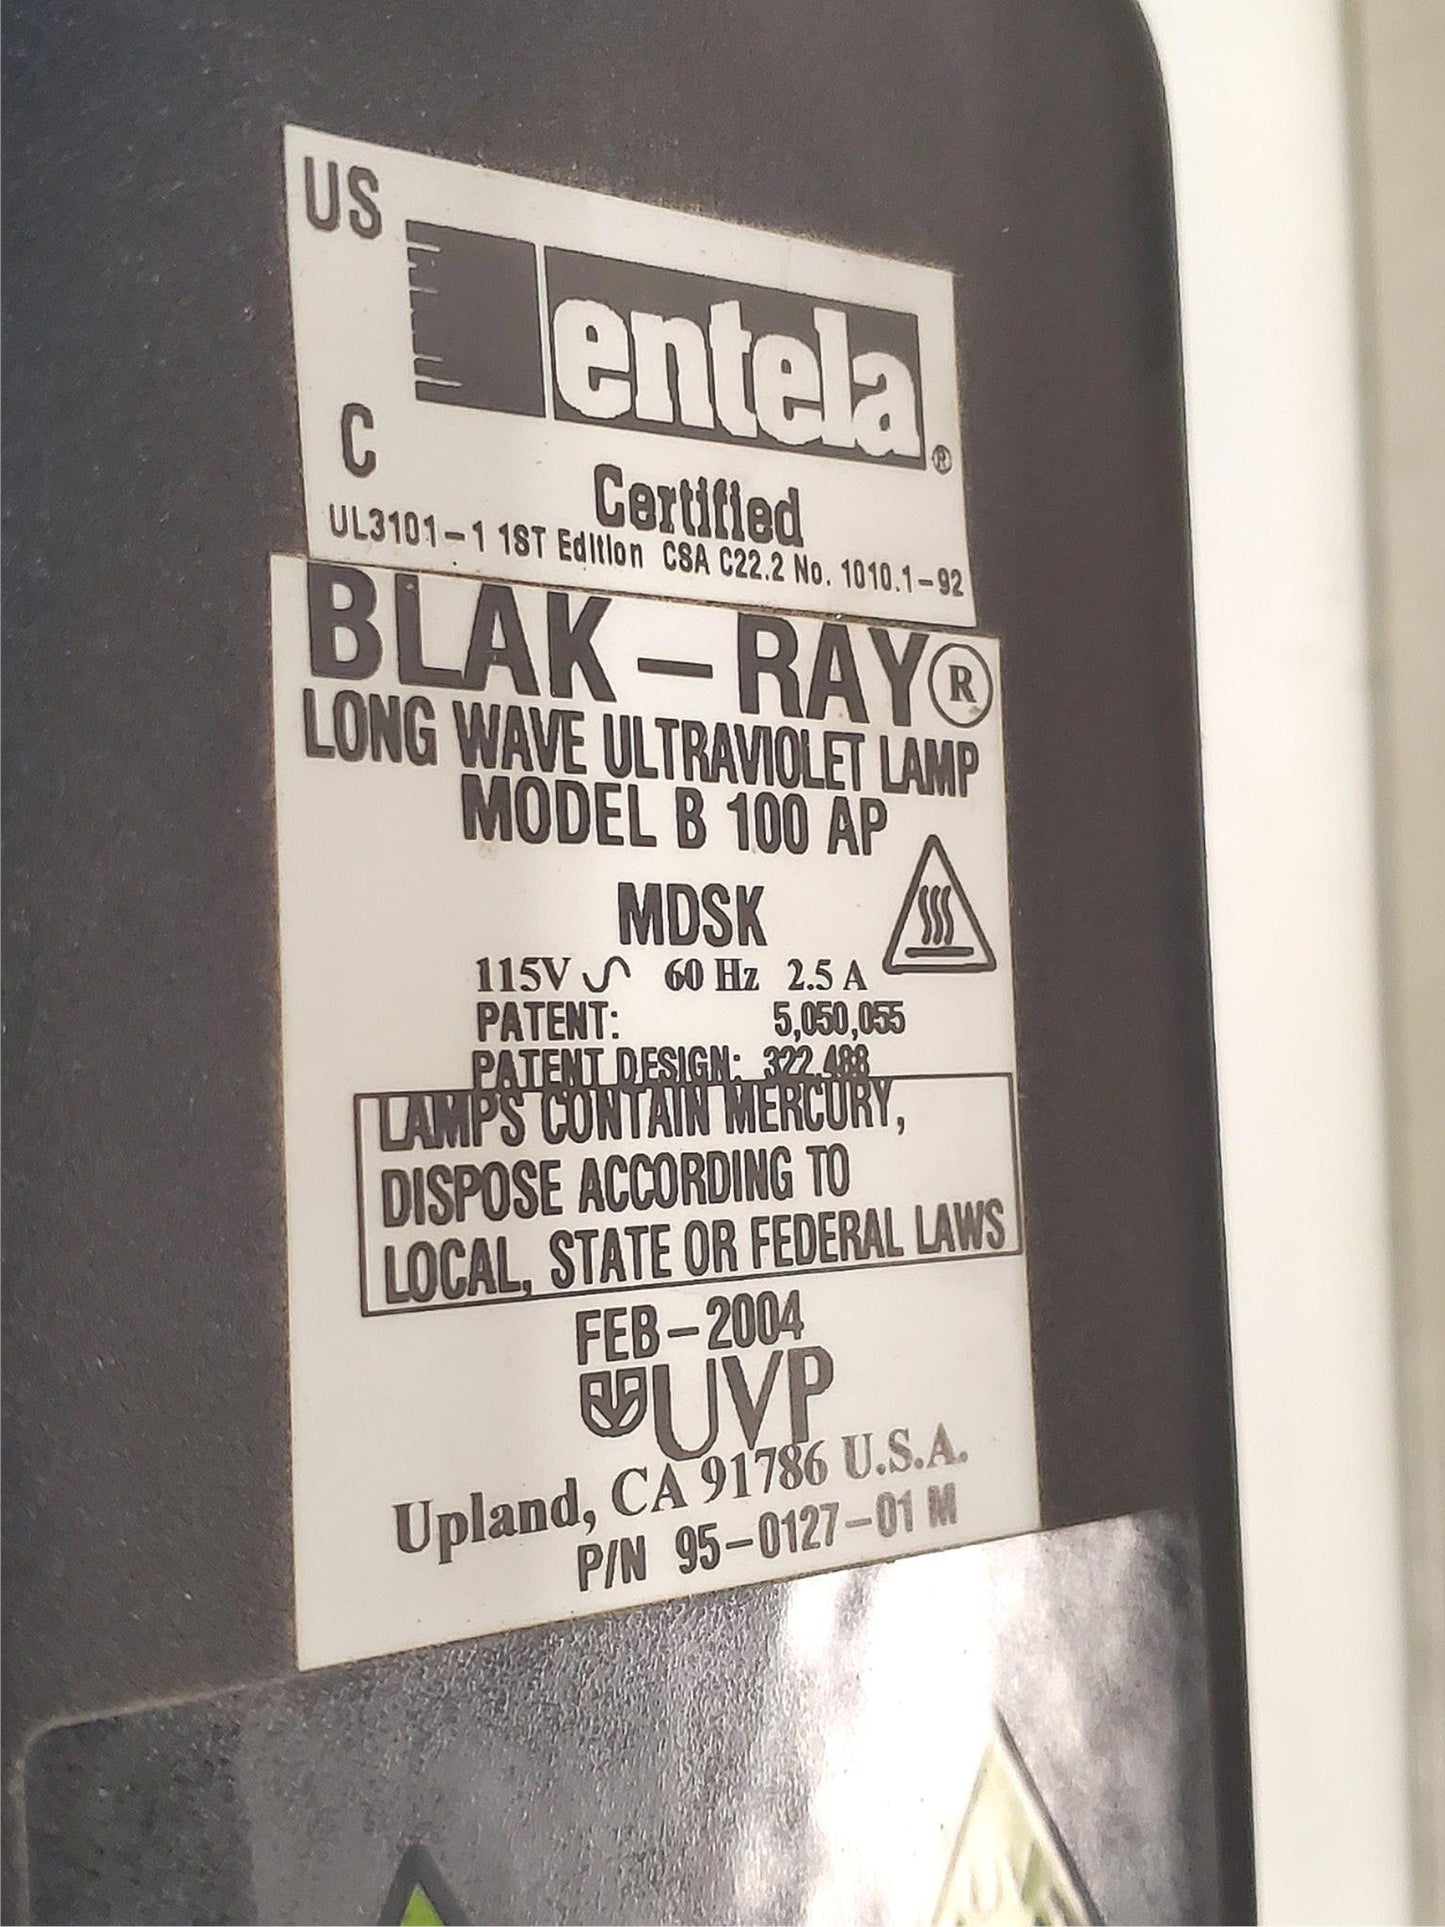 US
entela®
C
Certified
UL3101-1 1ST Edition CSA C22.2 No. 1010.1-92
BLAK-RAY®
LONG WAVE ULTRAVIOLET LAMP
MODEL B 100 AP
MDSK
115V ∿ 60 Hz 2.5 A
PATENT: 5,050,055
PATENT DESIGN: 322,488
LAMPS CONTAIN MERCURY,
DISPOSE ACCORDING TO
LOCAL, STATE OR FEDERAL LAWS
FEB-2004
UVP
Upland, CA 91786 U.S.A.
P/N 95-0127-01 M